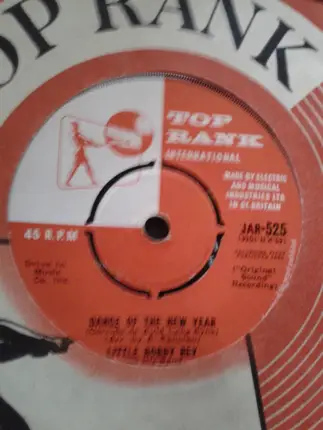 OP RANK
TOP
RANK
INTERNATIONAL
MADE BY ELECTRIC
AND MUSICAL
INDUSTRIES LTD
IN GT. BRITAIN
45 R.P.M
JAR-525
Music
("Original
Sound"
Recording)
DANCE OF THE NEW YEAR
LITTLE BOBBY REY